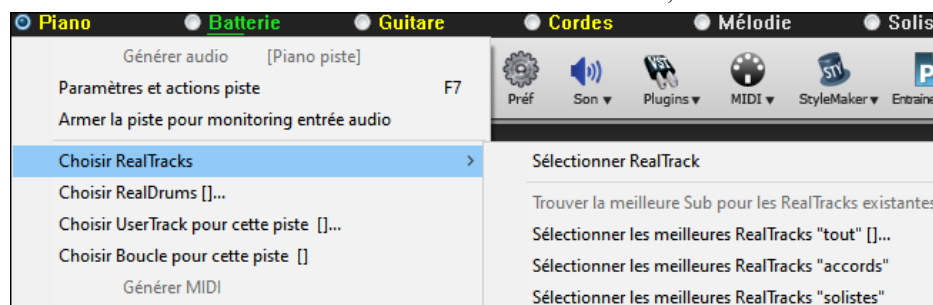 Piano Batterie Guitare Cordes Mélodie Solis
Générer audio [Piano piste]
Paramètres et actions piste F7
Armer la piste pour monitoring entrée audio
Préf Son MIDI Plugins StyleMaker Entraine
VST
STY
P
Choisir RealTracks >
Choisir RealDrums []...
Choisir UserTrack pour cette piste []...
Choisir Boucle pour cette piste []
Générer MIDI
Sélectionner RealTrack
Trouver la meilleure Sub pour les RealTracks existantes
Sélectionner les meilleures RealTracks "tout" []...
Sélectionner les meilleures RealTracks "accords"
Sélectionner les meilleures RealTracks "solistes"